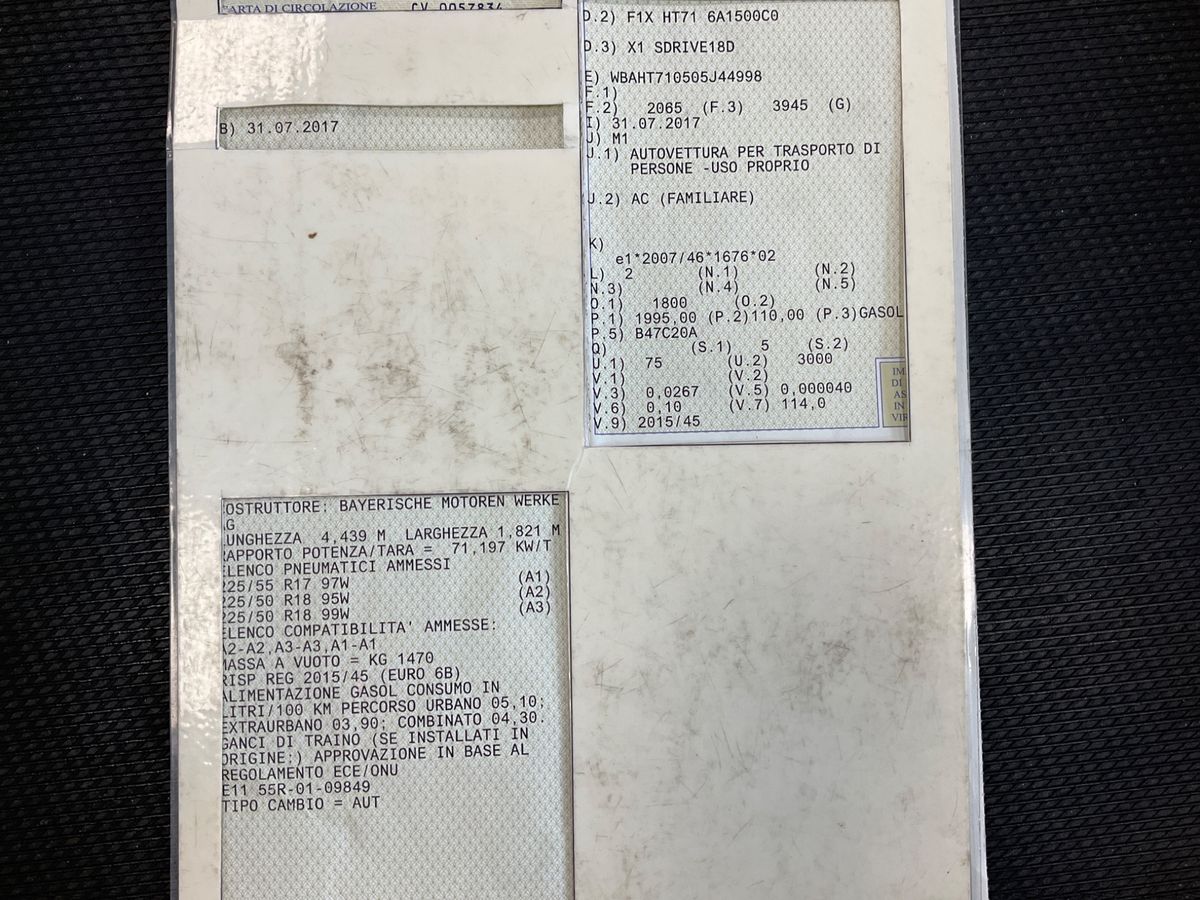 CARTA DI CIRCOLAZIONE CV 0057834
B) 31.07.2017
D.2) F1X HT71 6A1500C0
D.3) X1 SDRIVE18D
E) WBAHT710505J44998
F.1)
F.2) 2065 (F.3) 3945 (G)
I) 31.07.2017
J) M1
J.1) AUTOVETTURA PER TRASPORTO DI
PERSONE -USO PROPRIO
J.2) AC (FAMILIARE)
K)
e1*2007/46*1676*02
L) 2 (N.1) (N.2)
N.3) (N.4) (N.5)
O.1) 1800 (O.2)
P.1) 1995,00 (P.2)110,00 (P.3)GASOL
P.5) B47C20A
Q) (S.1) 5 (S.2)
U.1) 75 (U.2) 3000
V.1) (V.2)
V.3) 0,0267 (V.5) 0,000040
V.6) 0,10 (V.7) 114,0
V.9) 2015/45
IM
DI
AS
IN
VIR
OSTRUTTORE: BAYERISCHE MOTOREN WERKE
G
UNGHEZZA 4,439 M LARGHEZZA 1,821 M
RAPPORTO POTENZA/TARA = 71,197 KW/T
ELENCO PNEUMATICI AMMESSI
225/55 R17 97W (A1)
225/50 R18 95W (A2)
225/50 R18 99W (A3)
ELENCO COMPATIBILITA' AMMESSE:
A2-A2,A3-A3,A1-A1
MASSA A VUOTO = KG 1470
RISP REG 2015/45 (EURO 6B)
ALIMENTAZIONE GASOL CONSUMO IN
LITRI/100 KM PERCORSO URBANO 05,10;
EXTRAURBANO 03,90; COMBINATO 04,30.
GANCI DI TRAINO (SE INSTALLATI IN
ORIGINE:) APPROVAZIONE IN BASE AL
REGOLAMENTO ECE/ONU
E11 55R-01-09849
TIPO CAMBIO = AUT